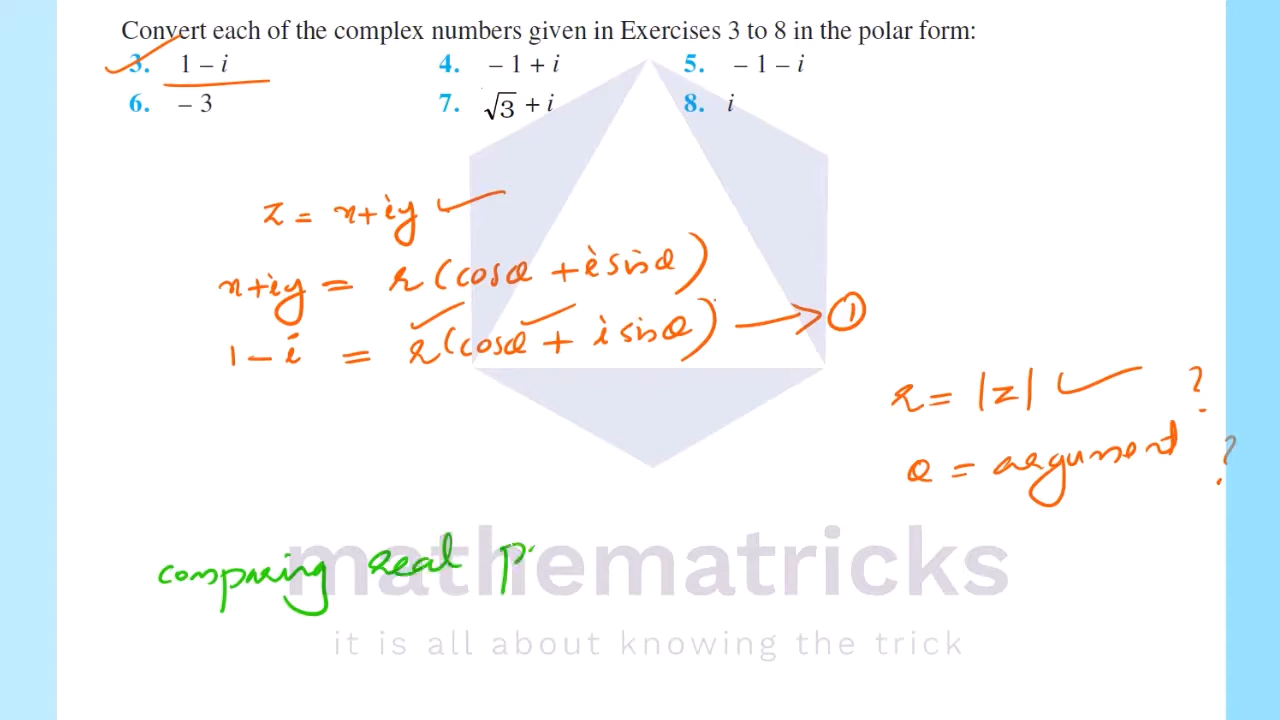 Convert each of the complex numbers given in Exercises 3 to 8 in the polar form:
3. 1 – i 4. – 1 + i 5. – 1 – i
6. – 3 7. √3 + i 8. i
z = x+iy
x+iy = r(cosθ + i sinθ)
1 – i = r(cosθ + i sinθ) → ①
r = |z| ?
θ = argument ?
comparing real p
mathematricks
it is all about knowing the trick